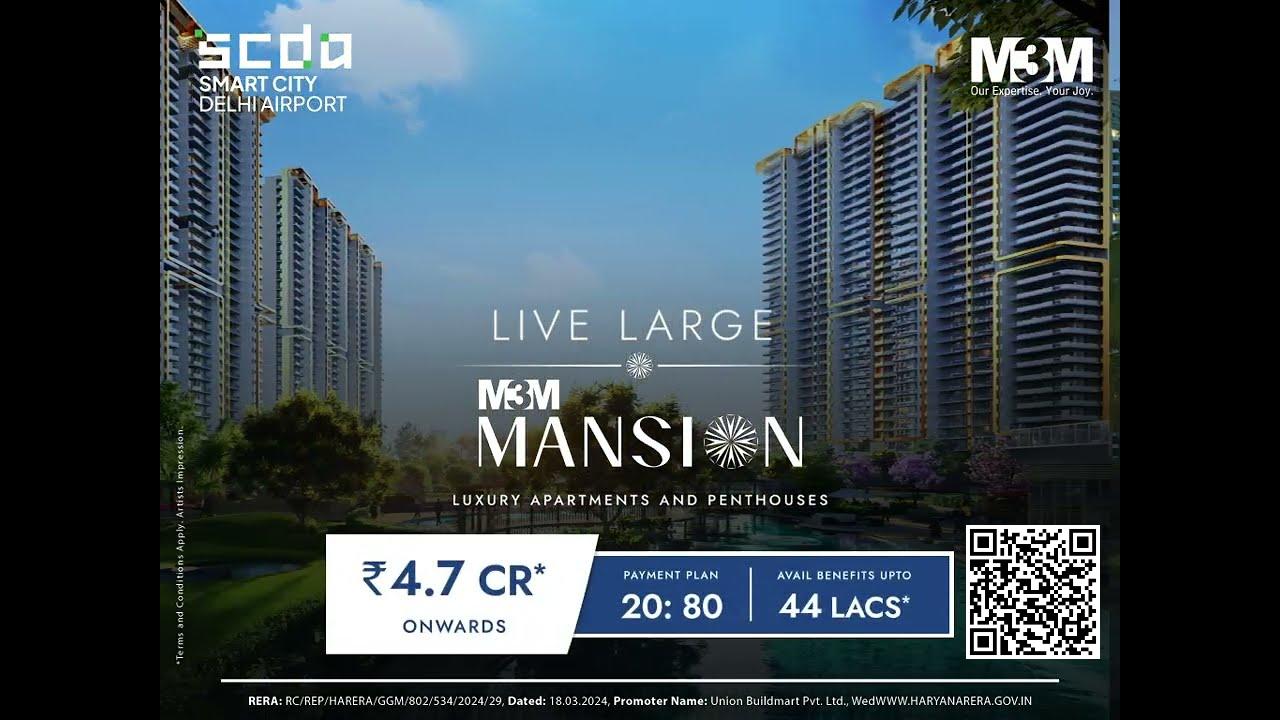 scda
SMART CITY
DELHI AIRPORT
M3M
Our Expertise. Your Joy.
LIVE LARGE
M3M
MANSION
LUXURY APARTMENTS AND PENTHOUSES
₹4.7 CR*
ONWARDS
PAYMENT PLAN
20: 80
AVAIL BENEFITS UPTO
44 LACS*
*Terms and Conditions Apply. Artists Impression.
RERA: RC/REP/HARERA/GGM/802/534/2024/29, Dated: 18.03.2024, Promoter Name: Union Buildmart Pvt. Ltd., WedWWW.HARYANARERA.GOV.IN